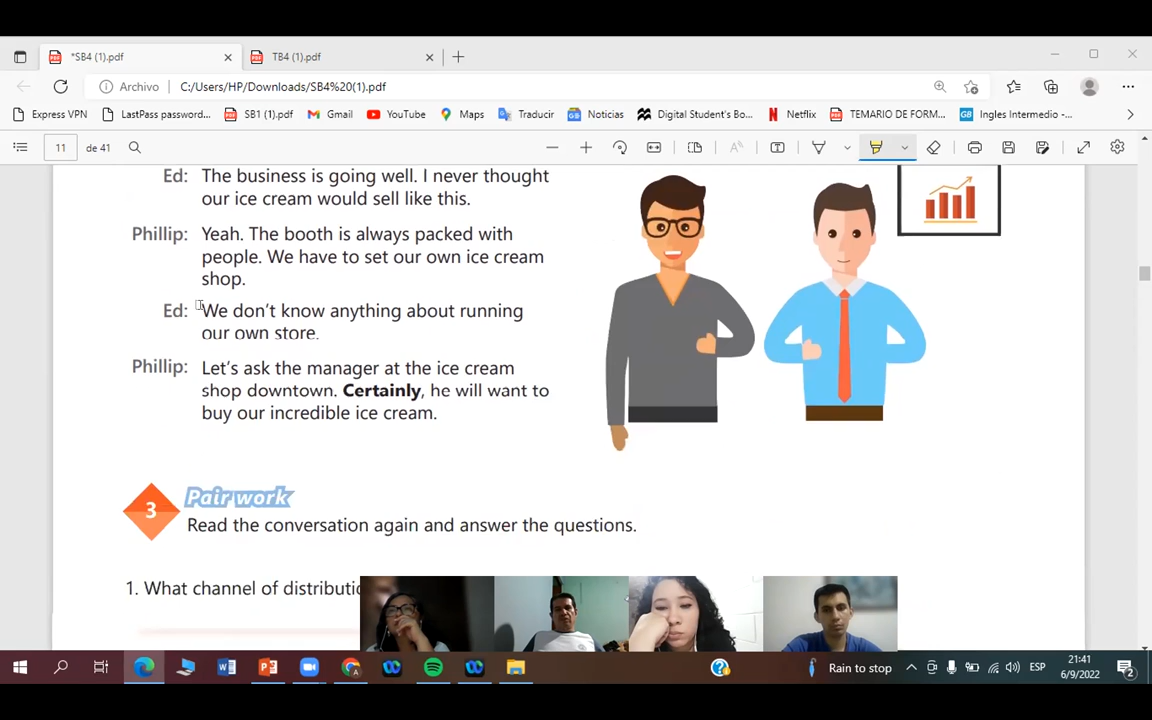 *SB4 (1).pdf
TB4 (1).pdf
Archivo
C:/Users/HP/Downloads/SB4%20(1).pdf
Express VPN
LastPass password...
SB1 (1).pdf
Gmail
YouTube
Maps
Traducir
Noticias
Digital Student's Bo...
Netflix
TEMARIO DE FORM...
Ingles Intermedio -...
11 de 41
Ed: The business is going well. I never thought
our ice cream would sell like this.
Phillip: Yeah. The booth is always packed with
people. We have to set our own ice cream
shop.
Ed: We don't know anything about running
our own store.
Phillip: Let's ask the manager at the ice cream
shop downtown. Certainly, he will want to
buy our incredible ice cream.
3 Pair work
Read the conversation again and answer the questions.
1. What channel of distributi
Rain to stop
ESP
21:41
6/9/2022
2